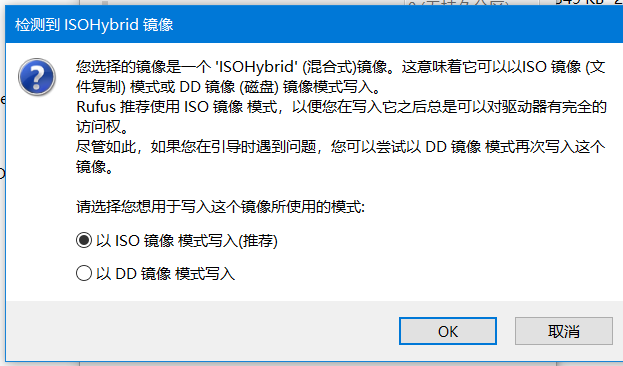 0 (无持久分区)
检测到 ISOHybrid 镜像
您选择的镜像是一个 'ISOHybrid' (混合式)镜像。这意味着它可以以ISO 镜像 (文
件复制) 模式或 DD 镜像 (磁盘) 镜像模式写入。
Rufus 推荐使用 ISO 镜像 模式，以便您在写入它之后总是可以对驱动器有完全的
访问权。
尽管如此，如果您在引导时遇到问题，您可以尝试以 DD 镜像 模式再次写入这个
镜像。
请选择您想用于写入这个镜像所使用的模式:
以 ISO 镜像 模式写入(推荐)
以 DD 镜像 模式写入
OK
取消